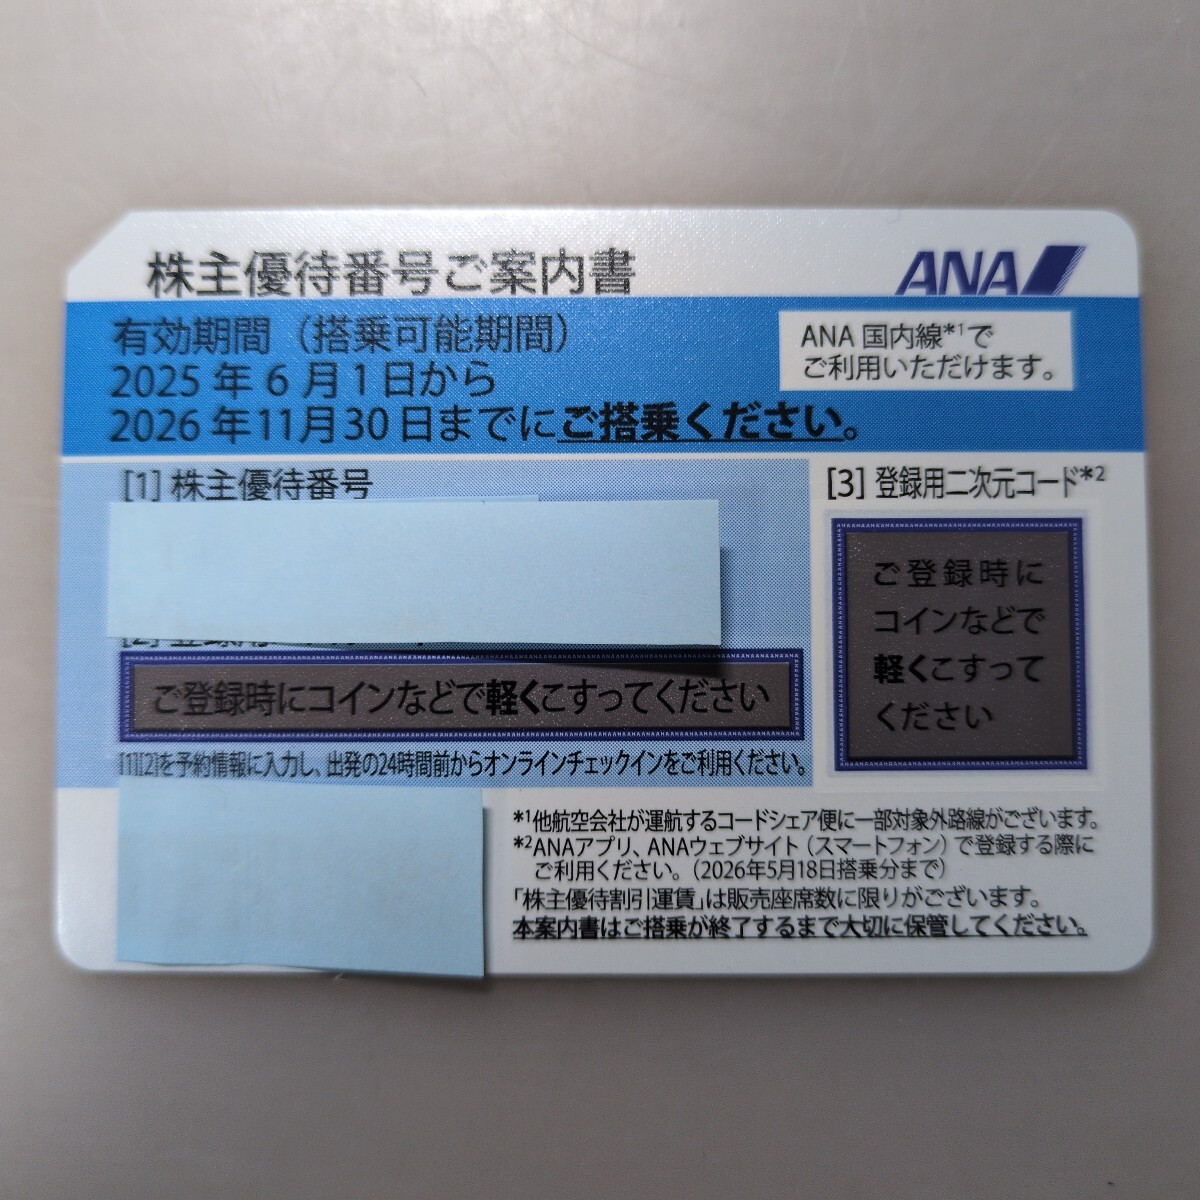 株主優待番号ご案内書
ANA
有効期間（搭乗可能期間）
2025年6月1日から
2026年11月30日までにご搭乗ください。
ANA国内線*1で
ご利用いただけます。
[1] 株主優待番号
ご登録時にコインなどで軽くこすってください
[1][2]を予約情報に入力し、出発の24時間前からオンラインチェックインをご利用ください。
[3] 登録用二次元コード*2
ご登録時に
コインなどで
軽くこすって
ください
*1他航空会社が運航するコードシェア便に一部対象外路線がございます。
*2ANAアプリ、ANAウェブサイト（スマートフォン）で登録する際に
ご利用ください。（2026年5月18日搭乗分まで）
「株主優待割引運賃」は販売座席数に限りがございます。
本案内書はご搭乗が終了するまで大切に保管してください。